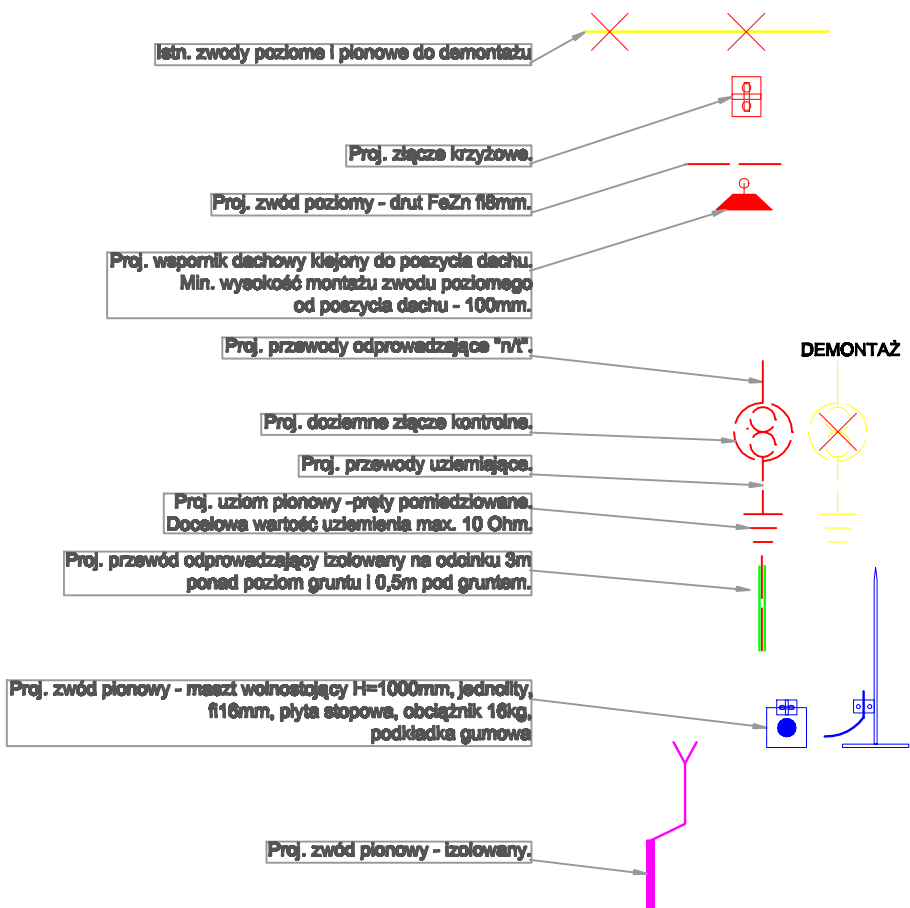 Istn. zwody poziome i pionowe do demontażu
Proj. złącze krzyżowe.
Proj. zwód poziomy - drut FeZn fi8mm.
Proj. wspornik dachowy klejony do poszycia dachu.
Min. wysokość montażu zwodu poziomego
od poszycia dachu - 100mm.
Proj. przewody odprowadzające "n/t".
DEMONTAŻ
Proj. doziemne złącze kontrolne.
Proj. przewody uziemiające.
Proj. uziom pionowy -pręty pomiedziowane.
Docelowa wartość uziemienia max. 10 Ohm.
Proj. przewód odprowadzający izolowany na odcinku 3m
ponad poziom gruntu i 0,5m pod gruntem.
Proj. zwód pionowy - maszt wolnostojący H=1000mm, jednolity,
fi16mm, płyta stopowa, obciążnik 16kg,
podkładka gumowa
Proj. zwód pionowy - izolowany.